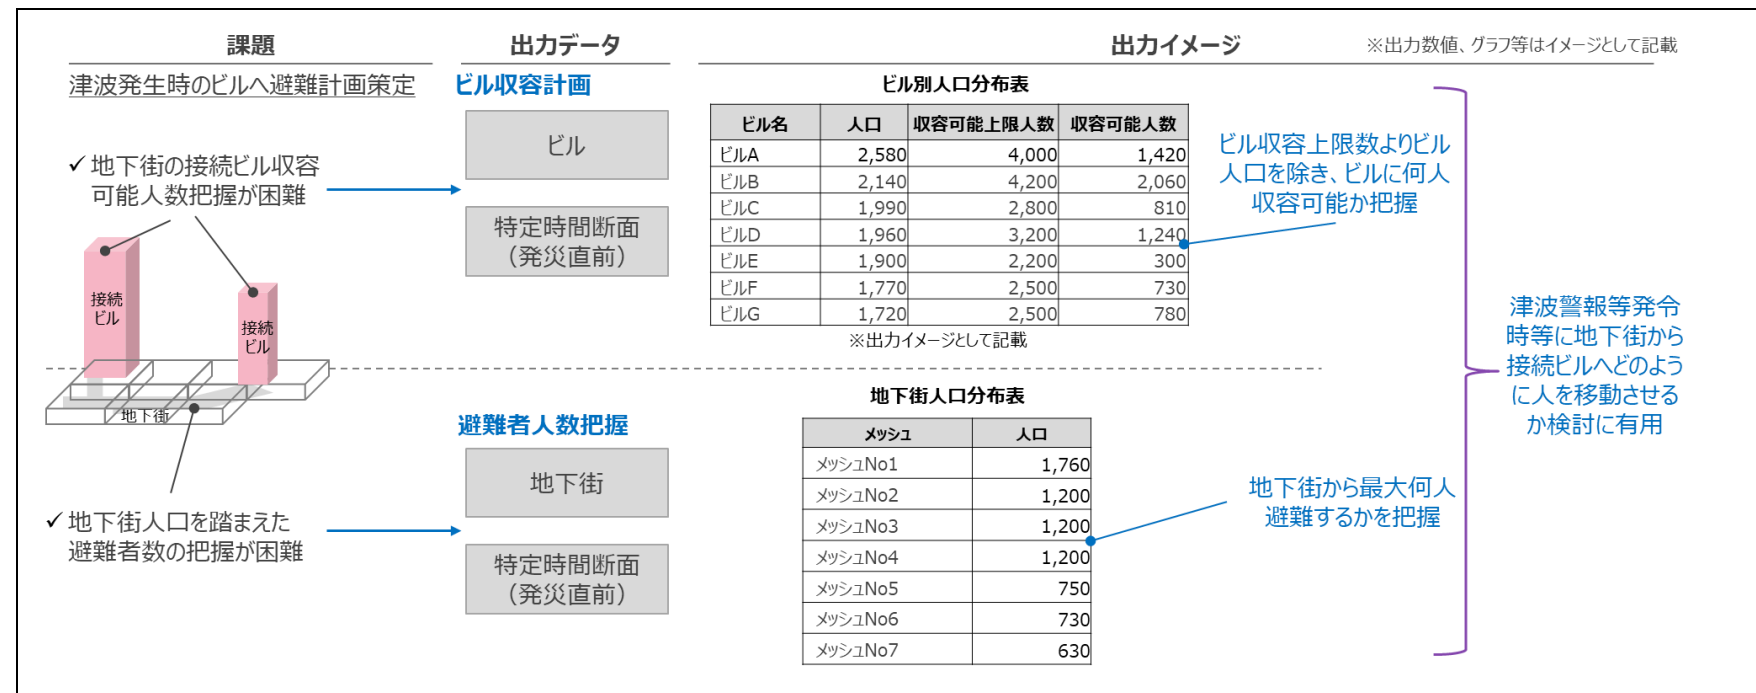 課題
出力データ
出力イメージ
※出力数値、グラフ等はイメージとして記載
津波発生時のビルへ避難計画策定
✓地下街の接続ビル収容
可能人数把握が困難
接続
ビル
接続
ビル
地下街
✓地下街人口を踏まえた
避難者数の把握が困難
ビル収容計画
ビル
特定時間断面
（発災直前）
ビル別人口分布表
ビル名 人口 収容可能上限人数 収容可能人数
ビルA 2,580 4,000 1,420
ビルB 2,140 4,200 2,060
ビルC 1,990 2,800 810
ビルD 1,960 3,200 1,240
ビルE 1,900 2,200 300
ビルF 1,770 2,500 730
ビルG 1,720 2,500 780
※出力イメージとして記載
ビル収容上限数よりビル
人口を除き、ビルに何人
収容可能か把握
避難者人数把握
地下街
特定時間断面
（発災直前）
地下街人口分布表
メッシュ 人口
メッシュNo1 1,760
メッシュNo2 1,200
メッシュNo3 1,200
メッシュNo4 1,200
メッシュNo5 750
メッシュNo6 730
メッシュNo7 630
地下街から最大何人
避難するかを把握
津波警報等発令
時等に地下街から
接続ビルへどのよう
に人を移動させる
か検討に有用